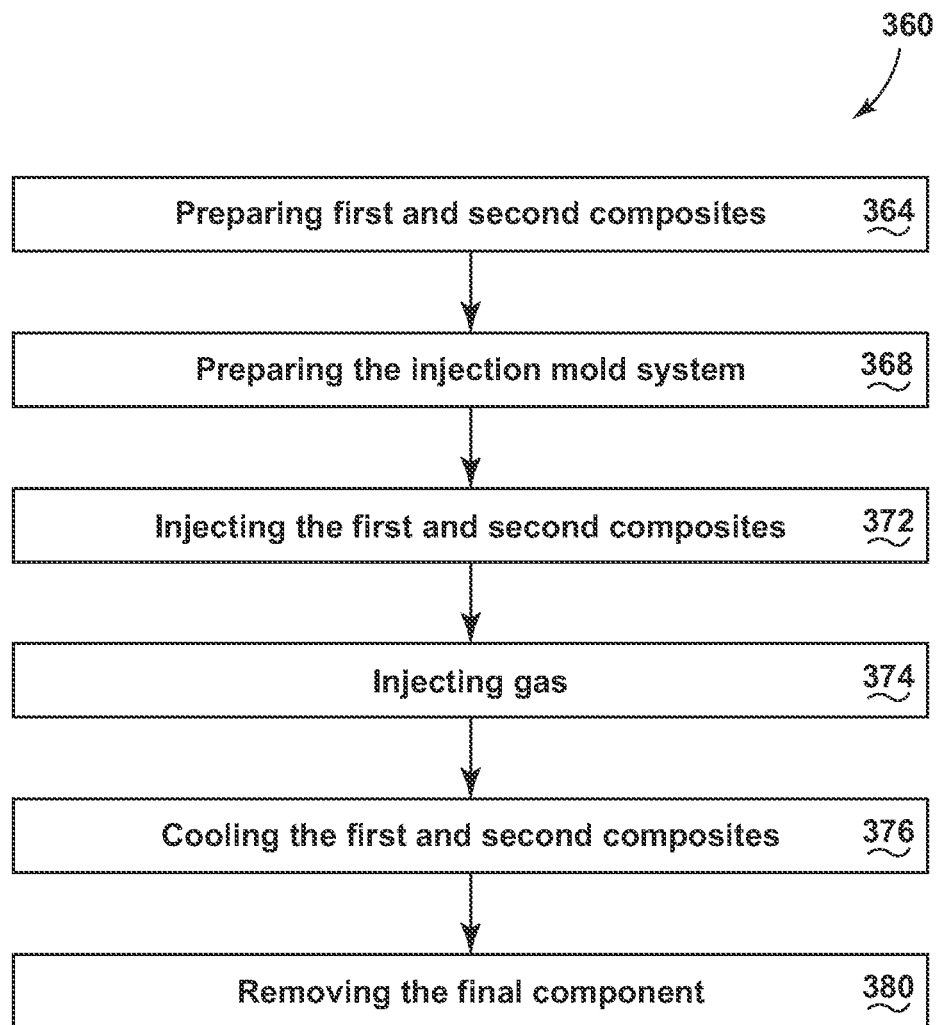 360
Preparing first and second composites 364
Preparing the injection mold system 368
Injecting the first and second composites 372
Injecting gas 374
Cooling the first and second composites 376
Removing the final component 380